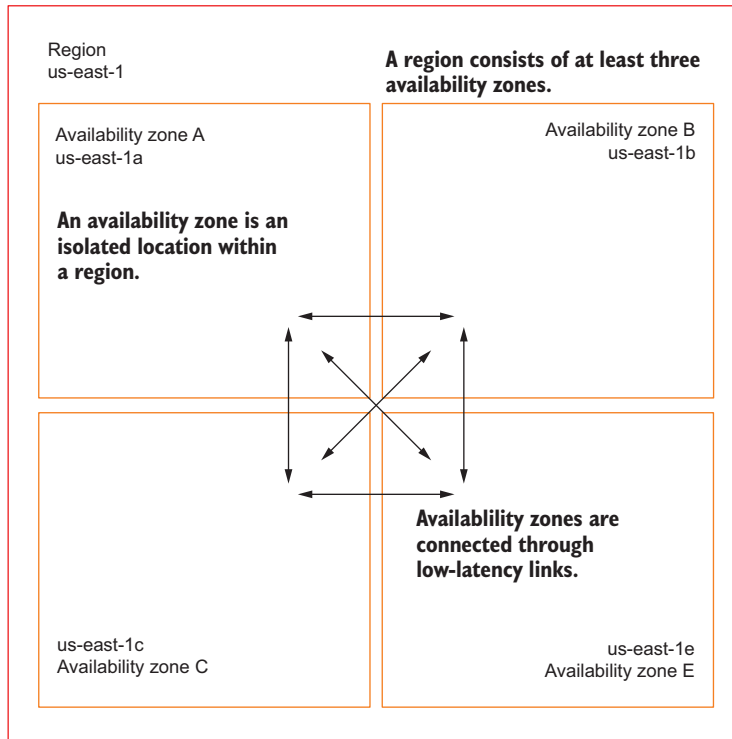 Region
us-east-1
A region consists of at least three
availability zones.
Availability zone A
us-east-1a
Availability zone B
us-east-1b
An availability zone is an
isolated location within
a region.
Availablility zones are
connected through
low-latency links.
us-east-1c
Availability zone C
us-east-1e
Availability zone E